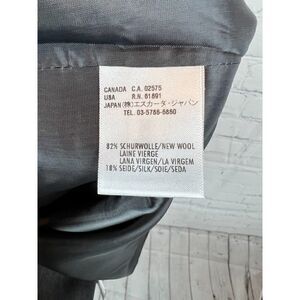 CANADA C.A. 02575
USA R.N. 61891
JAPAN (株)エスカーダ・ジャパン
TEL. 03-5786-6860
82% SCHURWOLLE/NEW WOOL
LAINE VIERGE
LANA VIRGEN/LA VIRGEM
18% SEIDE/SILK/SOIE/SEDA